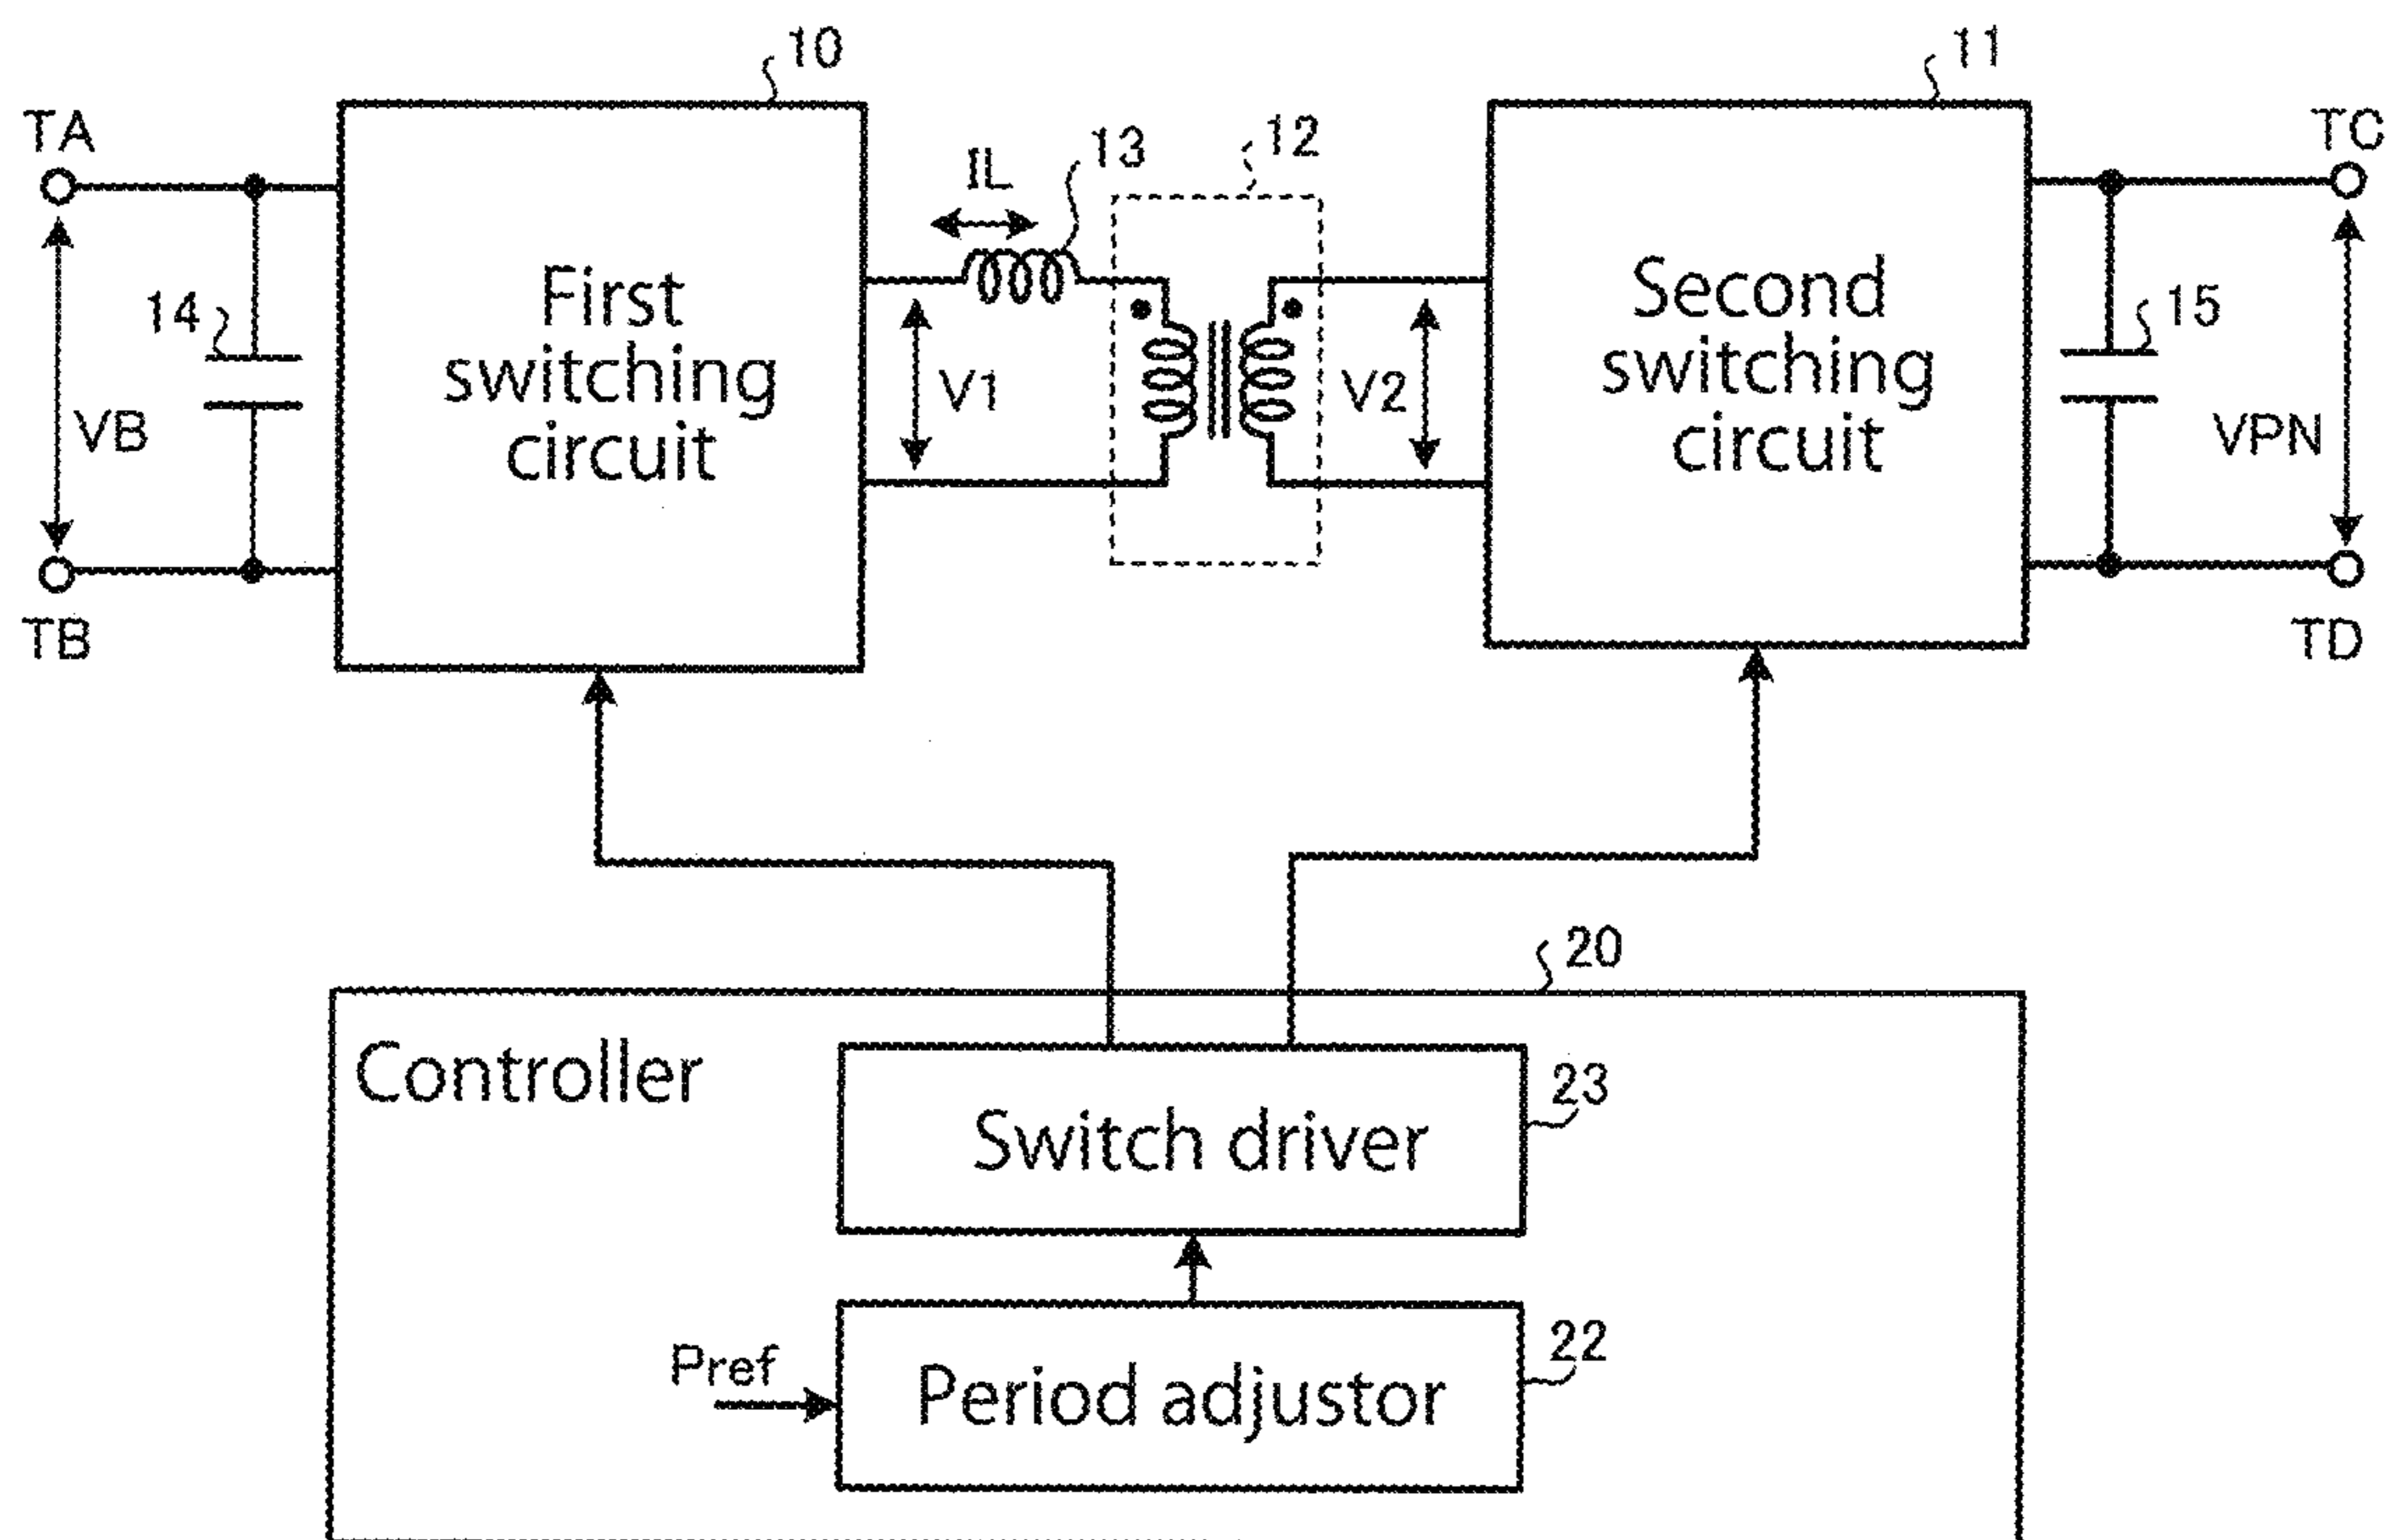 10
11
TA
TC
13
12
IL
First
switching
circuit
Second
switching
circuit
14
15
V1
V2
VB
VPN
TB
TD
20
Controller
Switch driver
23
Pref
Period adjustor
22